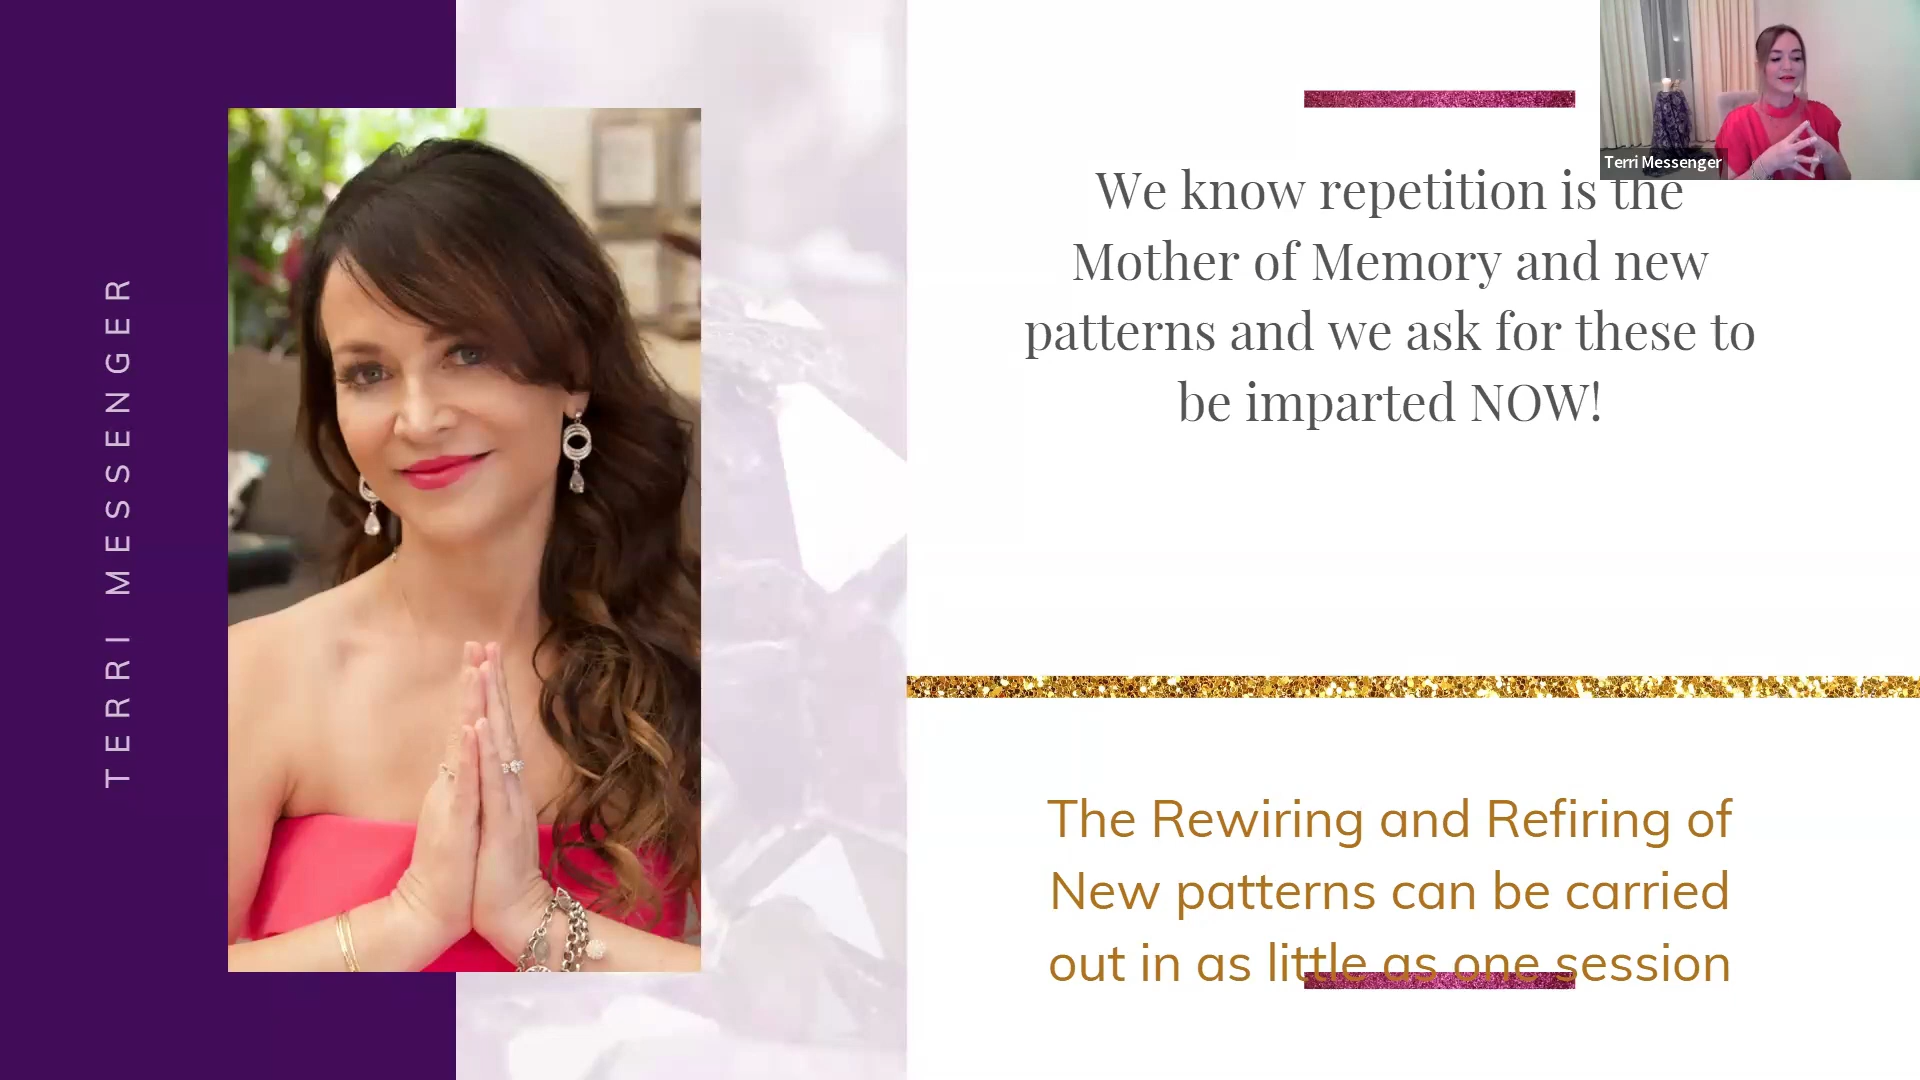 TERRI MESSENGER
Terri Messenger
We know repetition is the
Mother of Memory and new
patterns and we ask for these to
be imparted NOW!
The Rewiring and Refiring of
New patterns can be carried
out in as little as one session